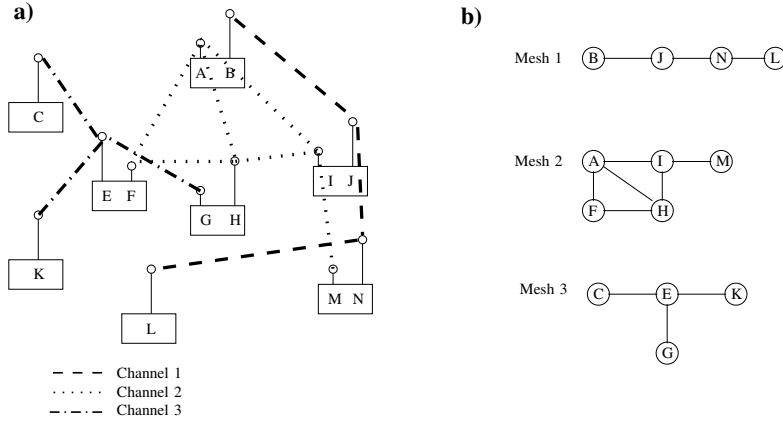 a)
A B
C
E F
G H
I J
K
L
M N
Channel 1
Channel 2
Channel 3
b)
Mesh 1 B J N L
Mesh 2 A I M
F H
Mesh 3 C E K
G